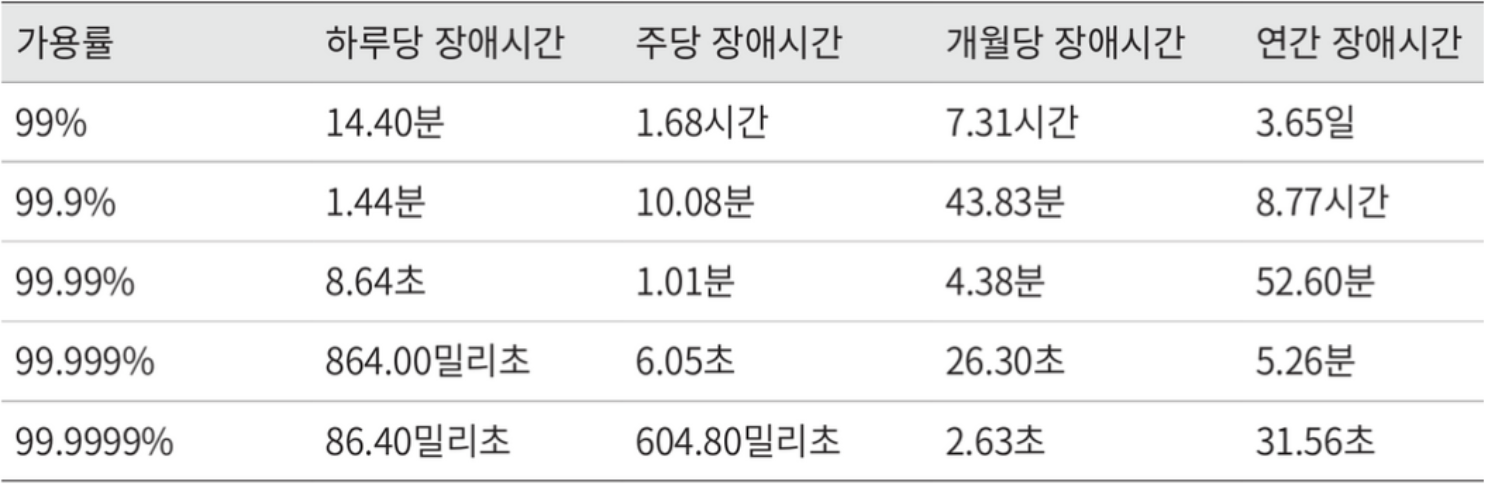 가용률 하루당 장애시간 주당 장애시간 개월당 장애시간 연간 장애시간
99% 14.40분 1.68시간 7.31시간 3.65일
99.9% 1.44분 10.08분 43.83분 8.77시간
99.99% 8.64초 1.01분 4.38분 52.60분
99.999% 864.00밀리초 6.05초 26.30초 5.26분
99.9999% 86.40밀리초 604.80밀리초 2.63초 31.56초